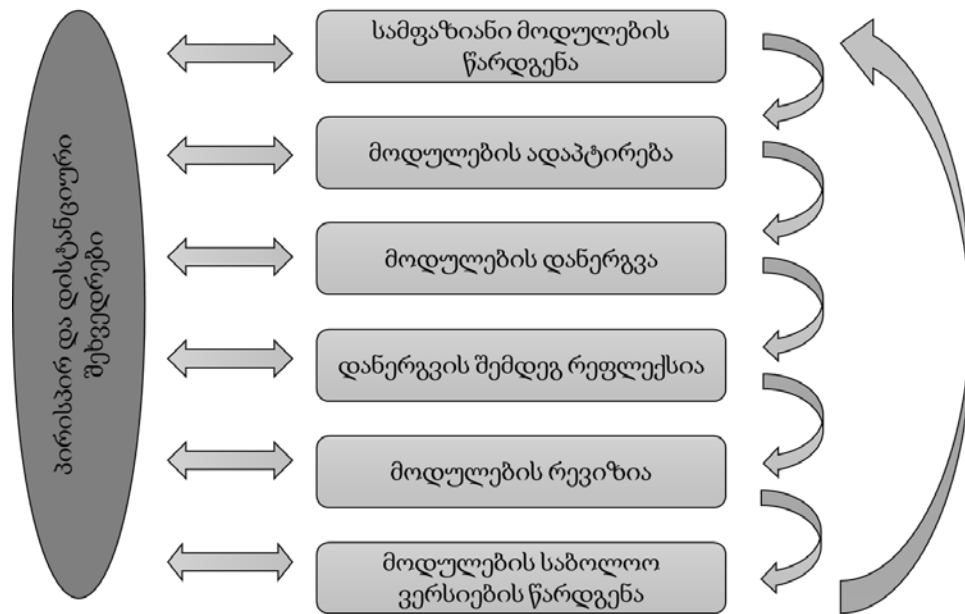 პირისპირ და დისტანციური
შეხვედრები
სამფაზიანი მოდულების
წარდგენა
მოდულების ადაპტირება
მოდულების დანერგვა
დანერგვის შემდეგ რეფლექსია
მოდულების რევიზია
მოდულების საბოლოო
ვერსიების წარდგენა